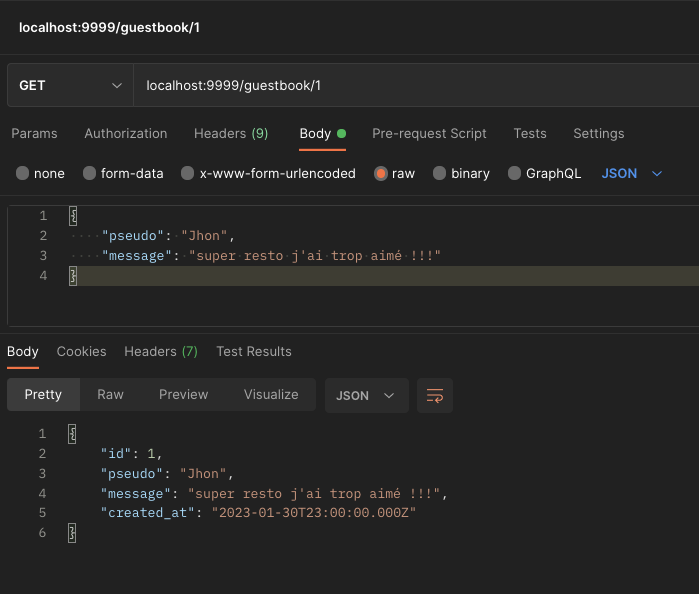 localhost:9999/guestbook/1
GET localhost:9999/guestbook/1
Params Authorization Headers (9) Body Pre-request Script Tests Settings
none form-data x-www-form-urlencoded raw binary GraphQL JSON
1 {
2 "pseudo": "Jhon",
3 "message": "super resto j'ai trop aimé !!!"
4 }
Body Cookies Headers (7) Test Results
Pretty Raw Preview Visualize JSON
1 {
2 "id": 1,
3 "pseudo": "Jhon",
4 "message": "super resto j'ai trop aimé !!!",
5 "created_at": "2023-01-30T23:00:00.000Z"
6 }